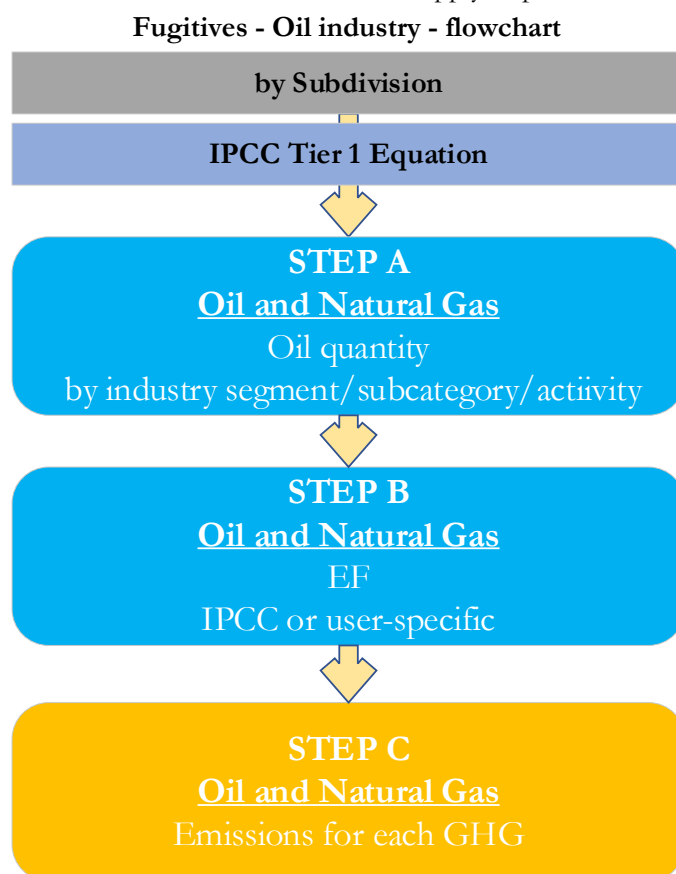 Fugitives - Oil industry - flowchart
by Subdivision
IPCC Tier 1 Equation
STEP A
Oil and Natural Gas
Oil quantity
by industry segment/subcategory/actiivity
STEP B
Oil and Natural Gas
EF
IPCC or user-specific
STEP C
Oil and Natural Gas
Emissions for each GHG